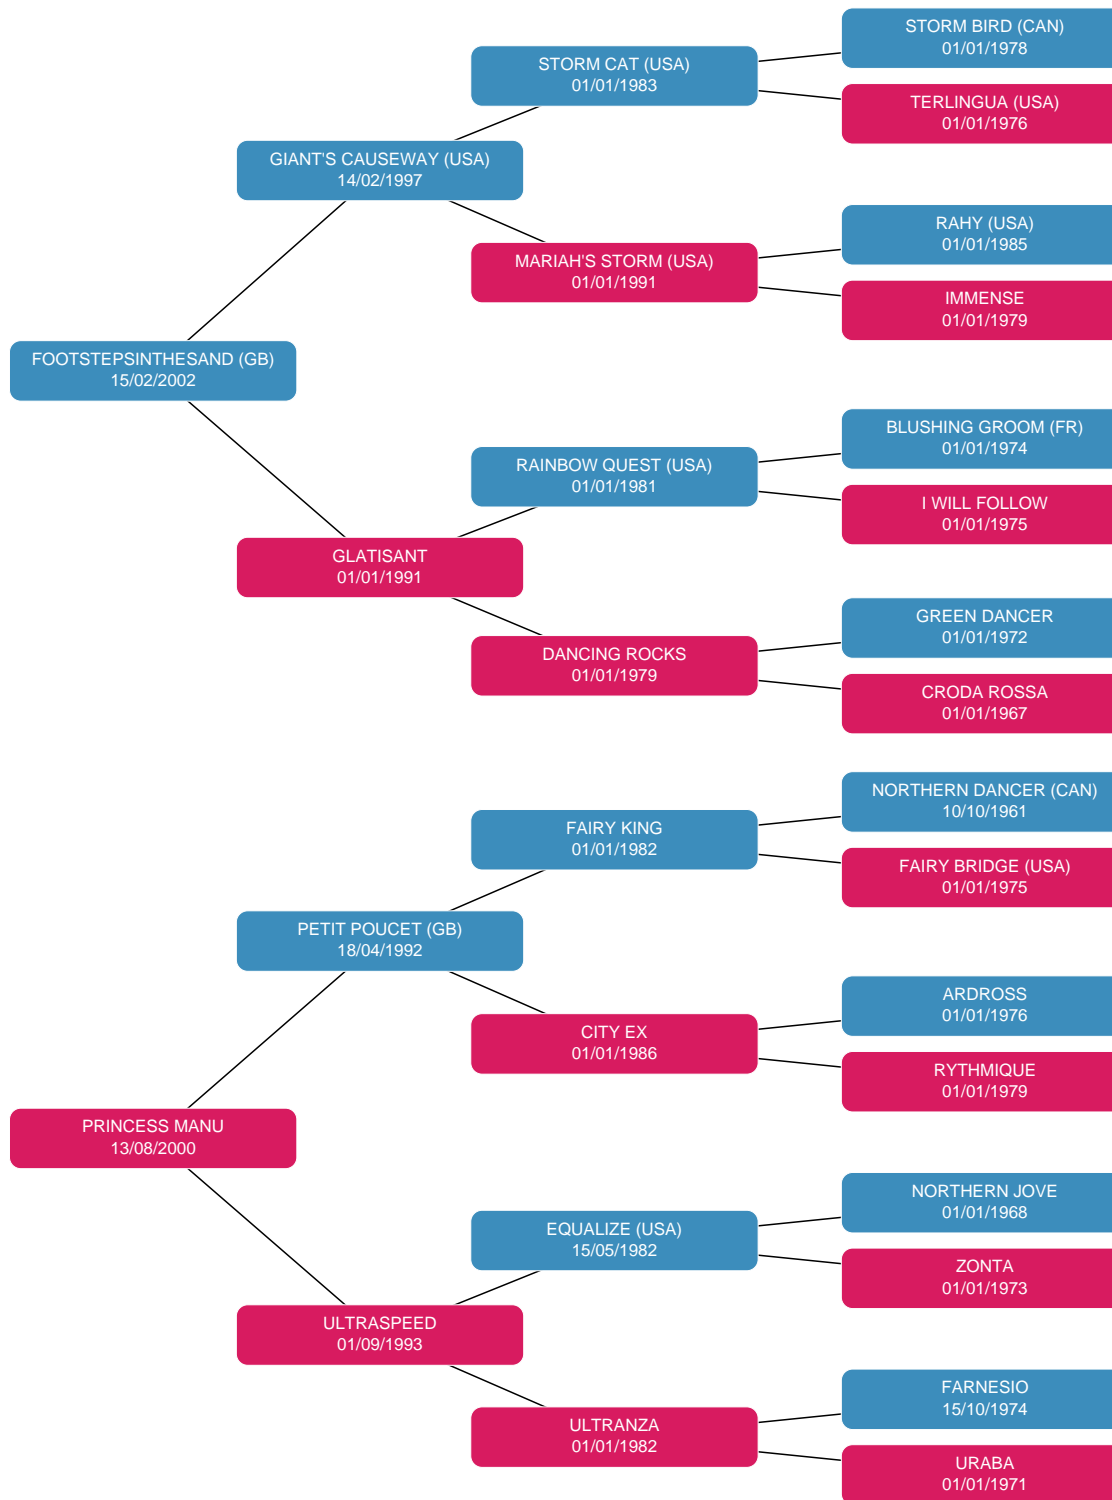 STORM BIRD (CAN)
01/01/1978
STORM CAT (USA)
01/01/1983
TERLINGUA (USA)
01/01/1976
GIANT'S CAUSEWAY (USA)
14/02/1997
RAHY (USA)
01/01/1985
MARIAH'S STORM (USA)
01/01/1991
IMMENSE
01/01/1979
FOOTSTEPSINTHESAND (GB)
15/02/2002
BLUSHING GROOM (FR)
01/01/1974
RAINBOW QUEST (USA)
01/01/1981
I WILL FOLLOW
01/01/1975
GLATISANT
01/01/1991
GREEN DANCER
01/01/1972
DANCING ROCKS
01/01/1979
CRODA ROSSA
01/01/1967
NORTHERN DANCER (CAN)
10/10/1961
FAIRY KING
01/01/1982
FAIRY BRIDGE (USA)
01/01/1975
PETIT POUCET (GB)
18/04/1992
ARDROSS
01/01/1976
CITY EX
01/01/1986
RYTHMIQUE
01/01/1979
PRINCESS MANU
13/08/2000
NORTHERN JOVE
01/01/1968
EQUALIZE (USA)
15/05/1982
ZONTA
01/01/1973
ULTRASPEED
01/09/1993
FARNESIO
15/10/1974
ULTRANZA
01/01/1982
URABA
01/01/1971